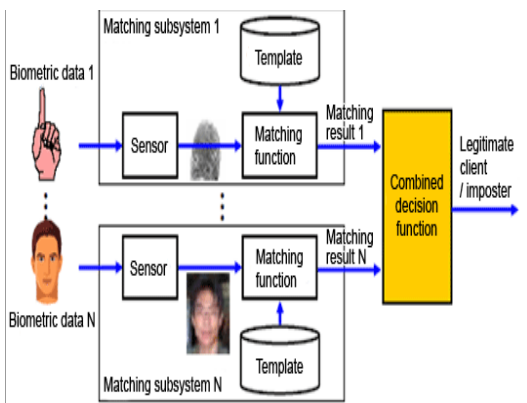 Matching subsystem 1
Biometric data 1
Template
Sensor
Matching
function
Matching
result 1
Combined
decision
function
Legitimate
client
/ imposter
Biometric data N
Sensor
Matching
function
Matching
result N
Template
Matching subsystem N